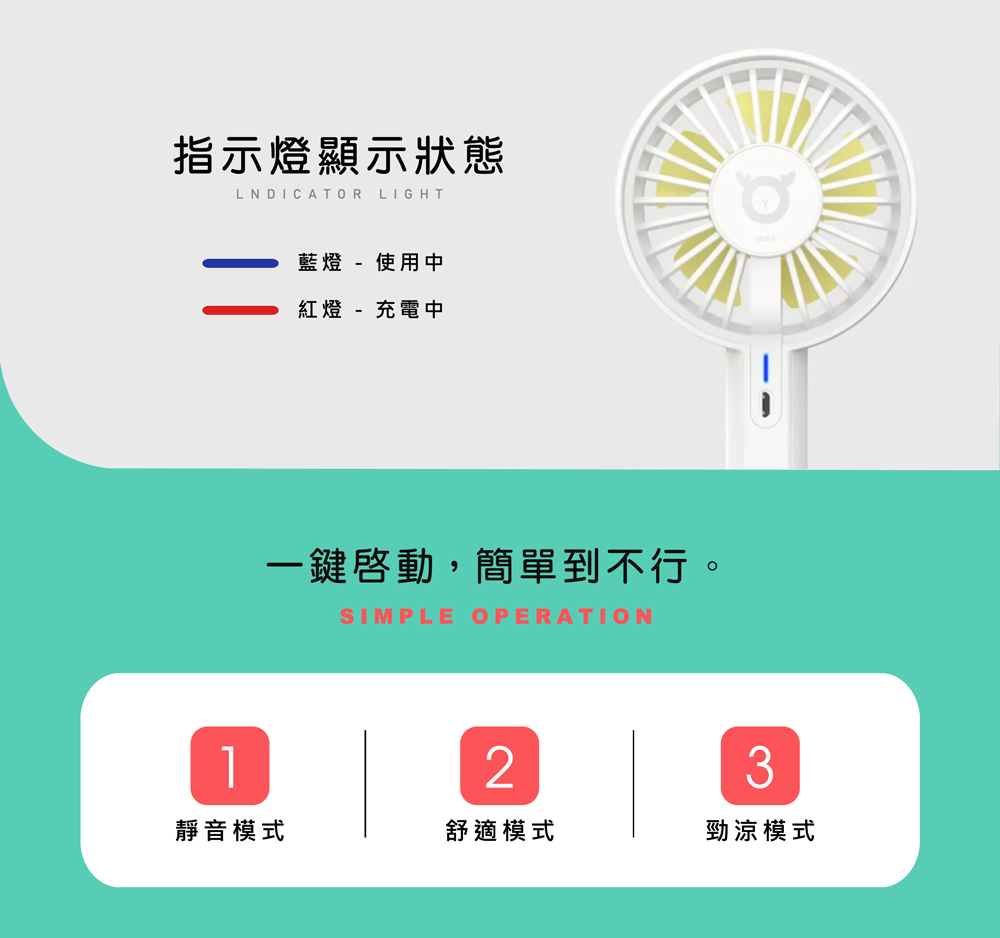 指示燈顯示狀態
LNDICATOR LIGHT
藍燈 - 使用中
紅燈 - 充電中
一鍵啓動，簡單到不行。
SIMPLE OPERATION
1
2
3
靜音模式
舒適模式
勁涼模式